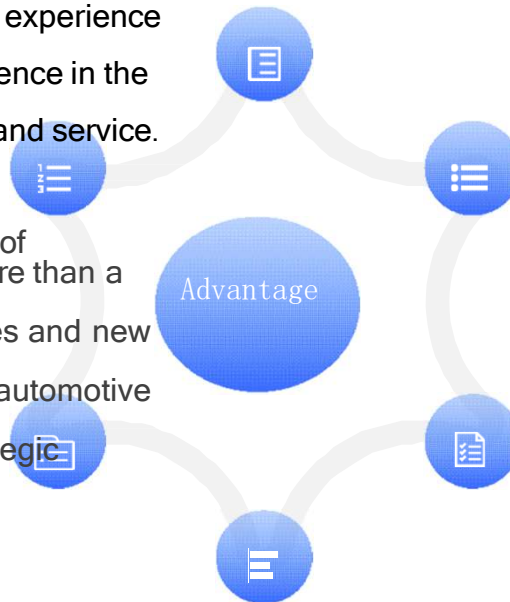 experience
ence in the
and service.
of
re than a
Advantage
es and new
automotive
egic